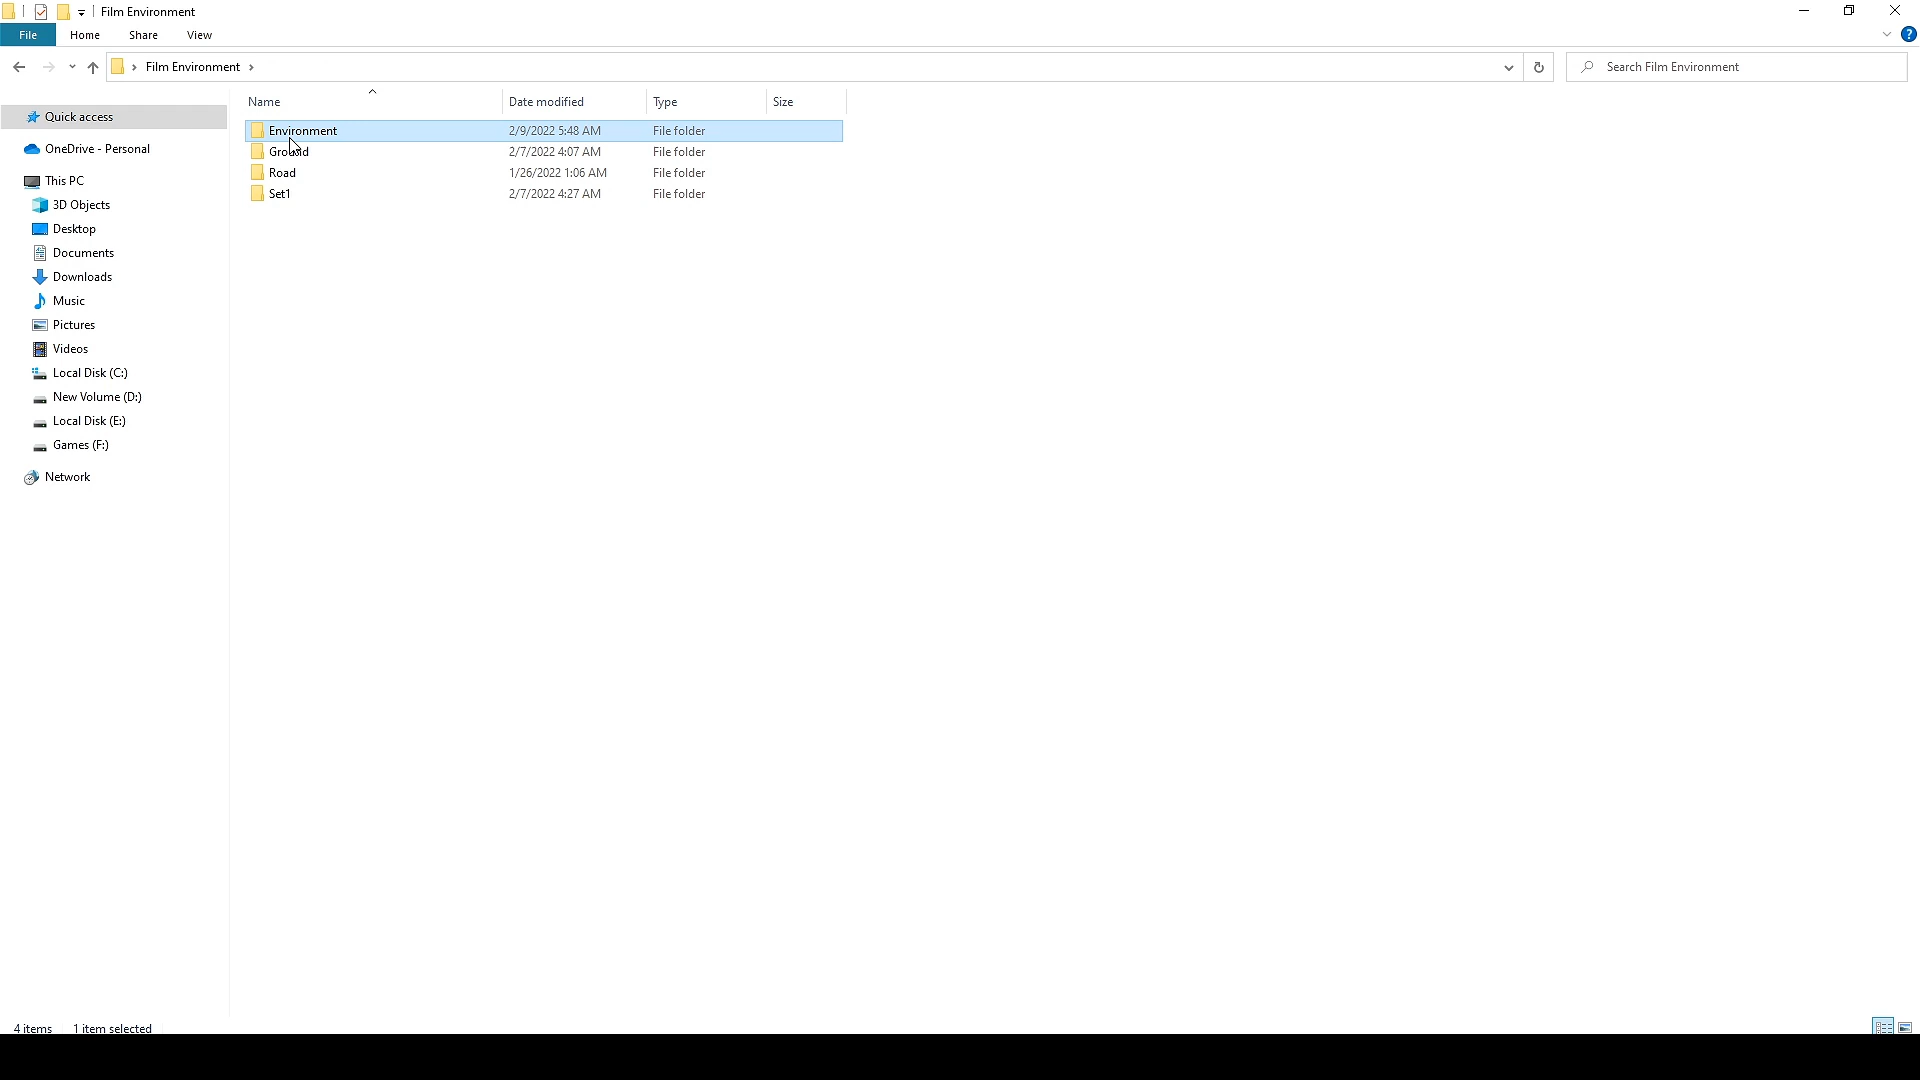 Film Environment
File Home Share View
Film Environment
Search Film Environment
Name Date modified Type Size
Quick access
OneDrive - Personal
This PC
3D Objects
Desktop
Documents
Downloads
Music
Pictures
Videos
Local Disk (C:)
New Volume (D:)
Local Disk (E:)
Games (F:)
Network
Environment 2/9/2022 5:48 AM File folder
Ground 2/7/2022 4:07 AM File folder
Road 1/26/2022 1:06 AM File folder
Set1 2/7/2022 4:27 AM File folder
4 items 1 item selected